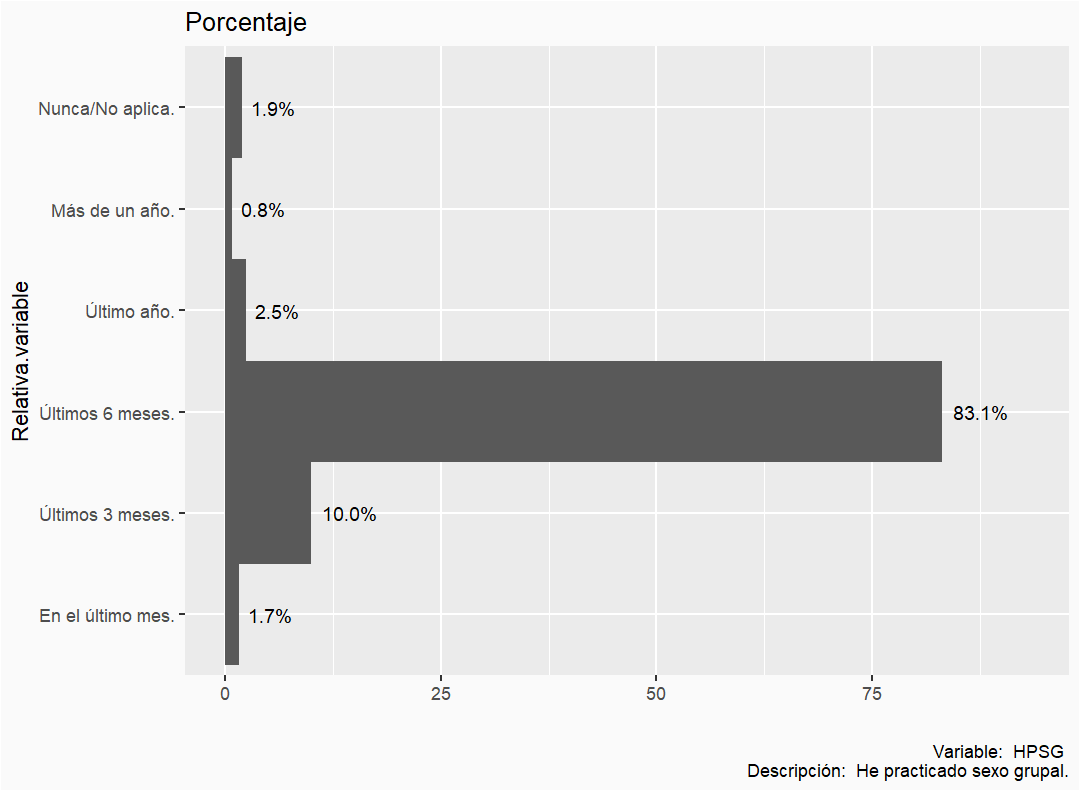 Porcentaje
Relativa.variable
Nunca/No aplica.
1.9%
Más de un año.
0.8%
Último año.
2.5%
Últimos 6 meses.
83.1%
Últimos 3 meses.
10.0%
En el último mes.
1.7%
0 25 50 75
Variable:  HPSG
Descripción:  He practicado sexo grupal.